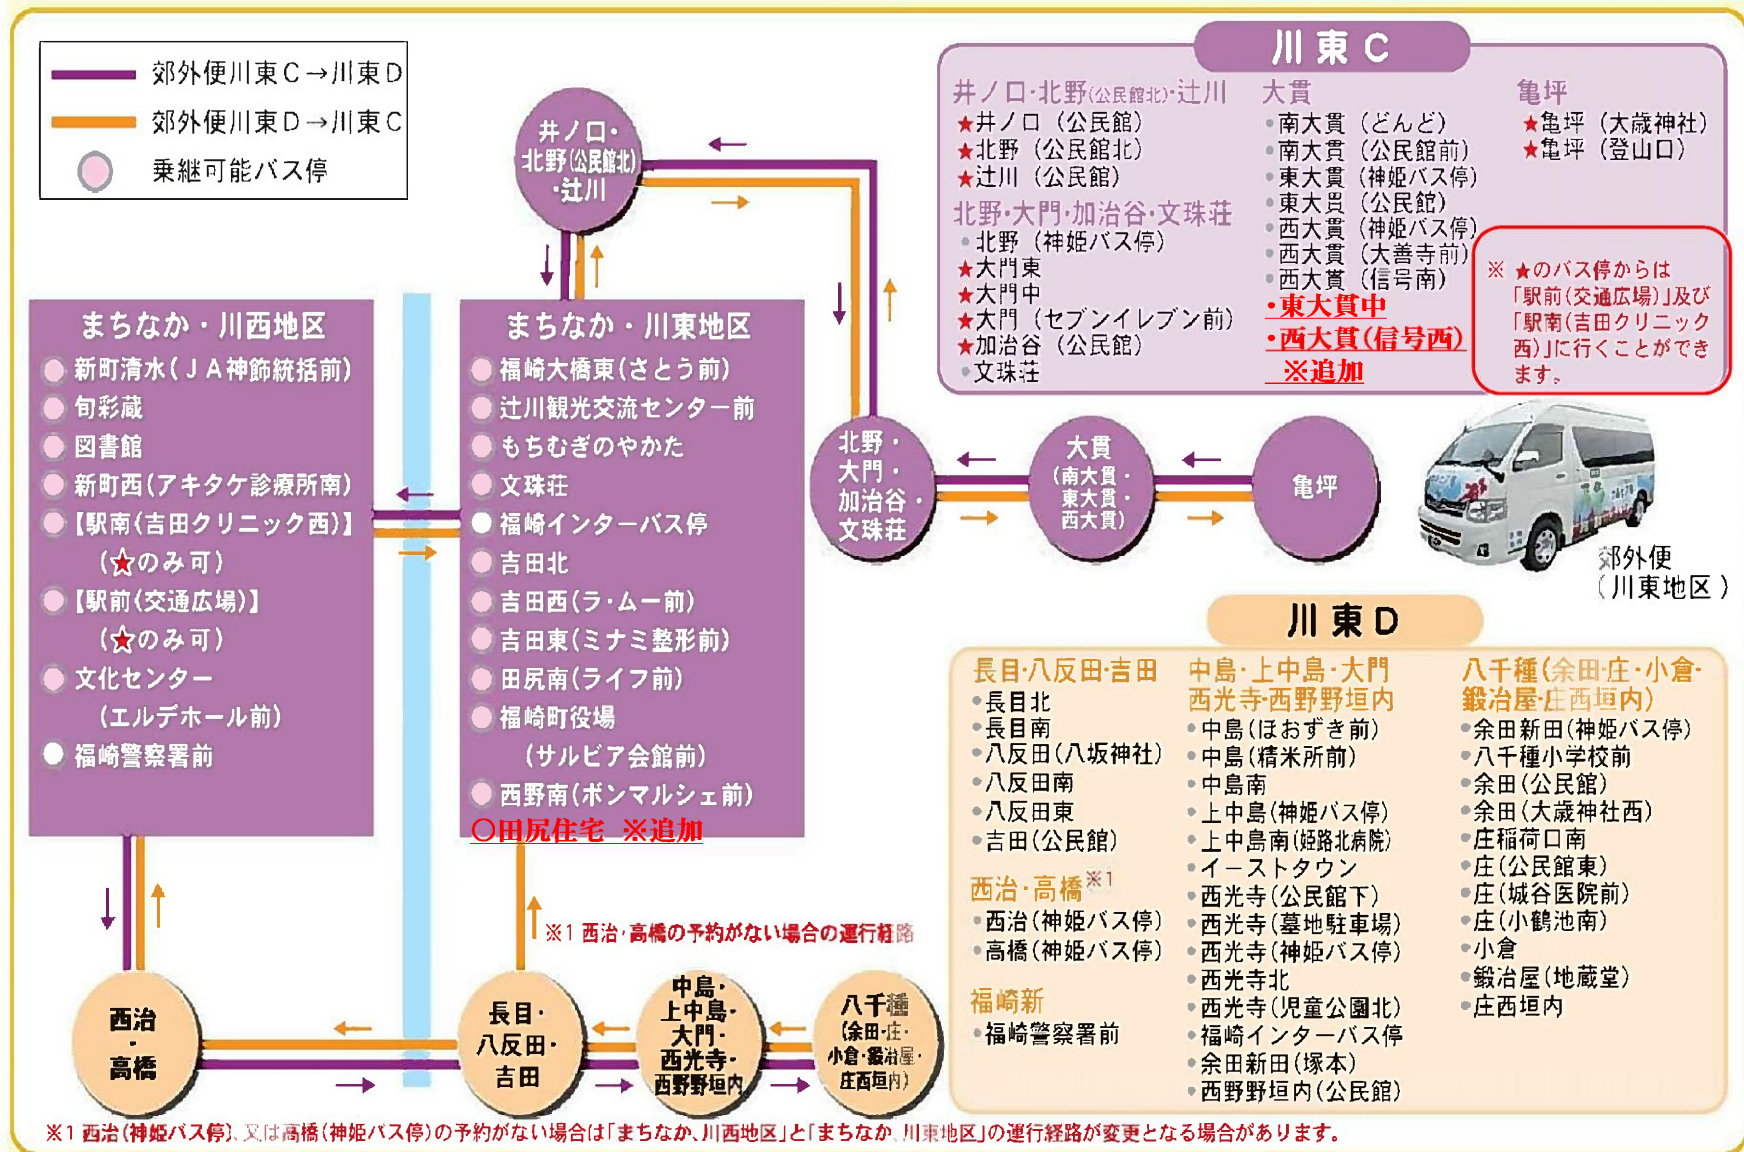 郊外便川東C→川東D
郊外便川東D→川東C
乗継可能バス停
井ノ口・
北野(公民館北)
・辻川
まちなか・川西地区
新町清水(JA神飾統括前)
旬彩蔵
図書館
新町西(アキタケ診療所南)
【駅南(吉田クリニック西)】
(★のみ可)
【駅前(交通広場)】
(★のみ可)
文化センター
(エルデホール前)
福崎警察署前
まちなか・川東地区
福崎大橋東(さとう前)
辻川観光交流センター前
もちむぎのやかた
文珠荘
福崎インターバス停
吉田北
吉田西(ラ・ムー前)
吉田東(ミナミ整形前)
田尻南(ライフ前)
福崎町役場
(サルビア会館前)
西野南(ボンマルシェ前)
〇田尻住宅 ※追加
北野・
大門・
加治谷・
文珠荘
大貫
(南大貫・
東大貫・
西大貫)
亀坪
川東C
井ノ口・北野(公民館北)・辻川
★井ノ口(公民館)
★北野(公民館北)
★辻川(公民館)
北野・大門・加治谷・文珠荘
・北野(神姫バス停)
★大門東
★大門中
★大門(セブンイレブン前)
★加治谷(公民館)
・文珠荘
大貫
・南大貫(どんど)
・南大貫(公民館前)
・東大貫(神姫バス停)
・東大貫(公民館)
・西大貫(神姫バス停)
・西大貫(大善寺前)
・西大貫(信号南)
・東大貫中
・西大貫(信号西)
※追加
亀坪
★亀坪(大歳神社)
★亀坪(登山口)
※ ★のバス停からは
「駅前(交通広場)」及び
「駅南(吉田クリニック
西)」に行くことができ
ます。
郊外便
(川東地区)
川東D
長目・八反田・吉田
・長目北
・長目南
・八反田(八坂神社)
・八反田南
・八反田東
・吉田(公民館)
西治・高橋※1
・西治(神姫バス停)
・高橋(神姫バス停)
福崎新
・福崎警察署前
中島・上中島・大門
西光寺・西野野垣内
・中島(ほおずき前)
・中島(精米所前)
・中島南
・上中島(神姫バス停)
・上中島南(姫路北病院)
・イーストタウン
・西光寺(公民館下)
・西光寺(墓地駐車場)
・西光寺(神姫バス停)
・西光寺北
・西光寺(児童公園北)
・福崎インターバス停
・余田新田(塚本)
・西野野垣内(公民館)
八千種(余田・庄・小倉・
鍛冶屋・庄西垣内)
・余田新田(神姫バス停)
・八千種小学校前
・余田(公民館)
・余田(大歳神社西)
・庄稲荷口南
・庄(公民館東)
・庄(城谷医院前)
・庄(小鶴池南)
・小倉
・鍛冶屋(地蔵堂)
・庄西垣内
※1 西治・高橋の予約がない場合の運行経路
西治
・
高橋
長目・
八反田・
吉田
中島・
上中島・
大門・
西光寺・
西野野垣内
八千種
(余田・庄・
小倉・鍛冶屋・
庄西垣内)
※1 西治(神姫バス停)、又は高橋(神姫バス停)の予約がない場合は「まちなか、川西地区」と「まちなか、川東地区」の運行経路が変更となる場合があります。